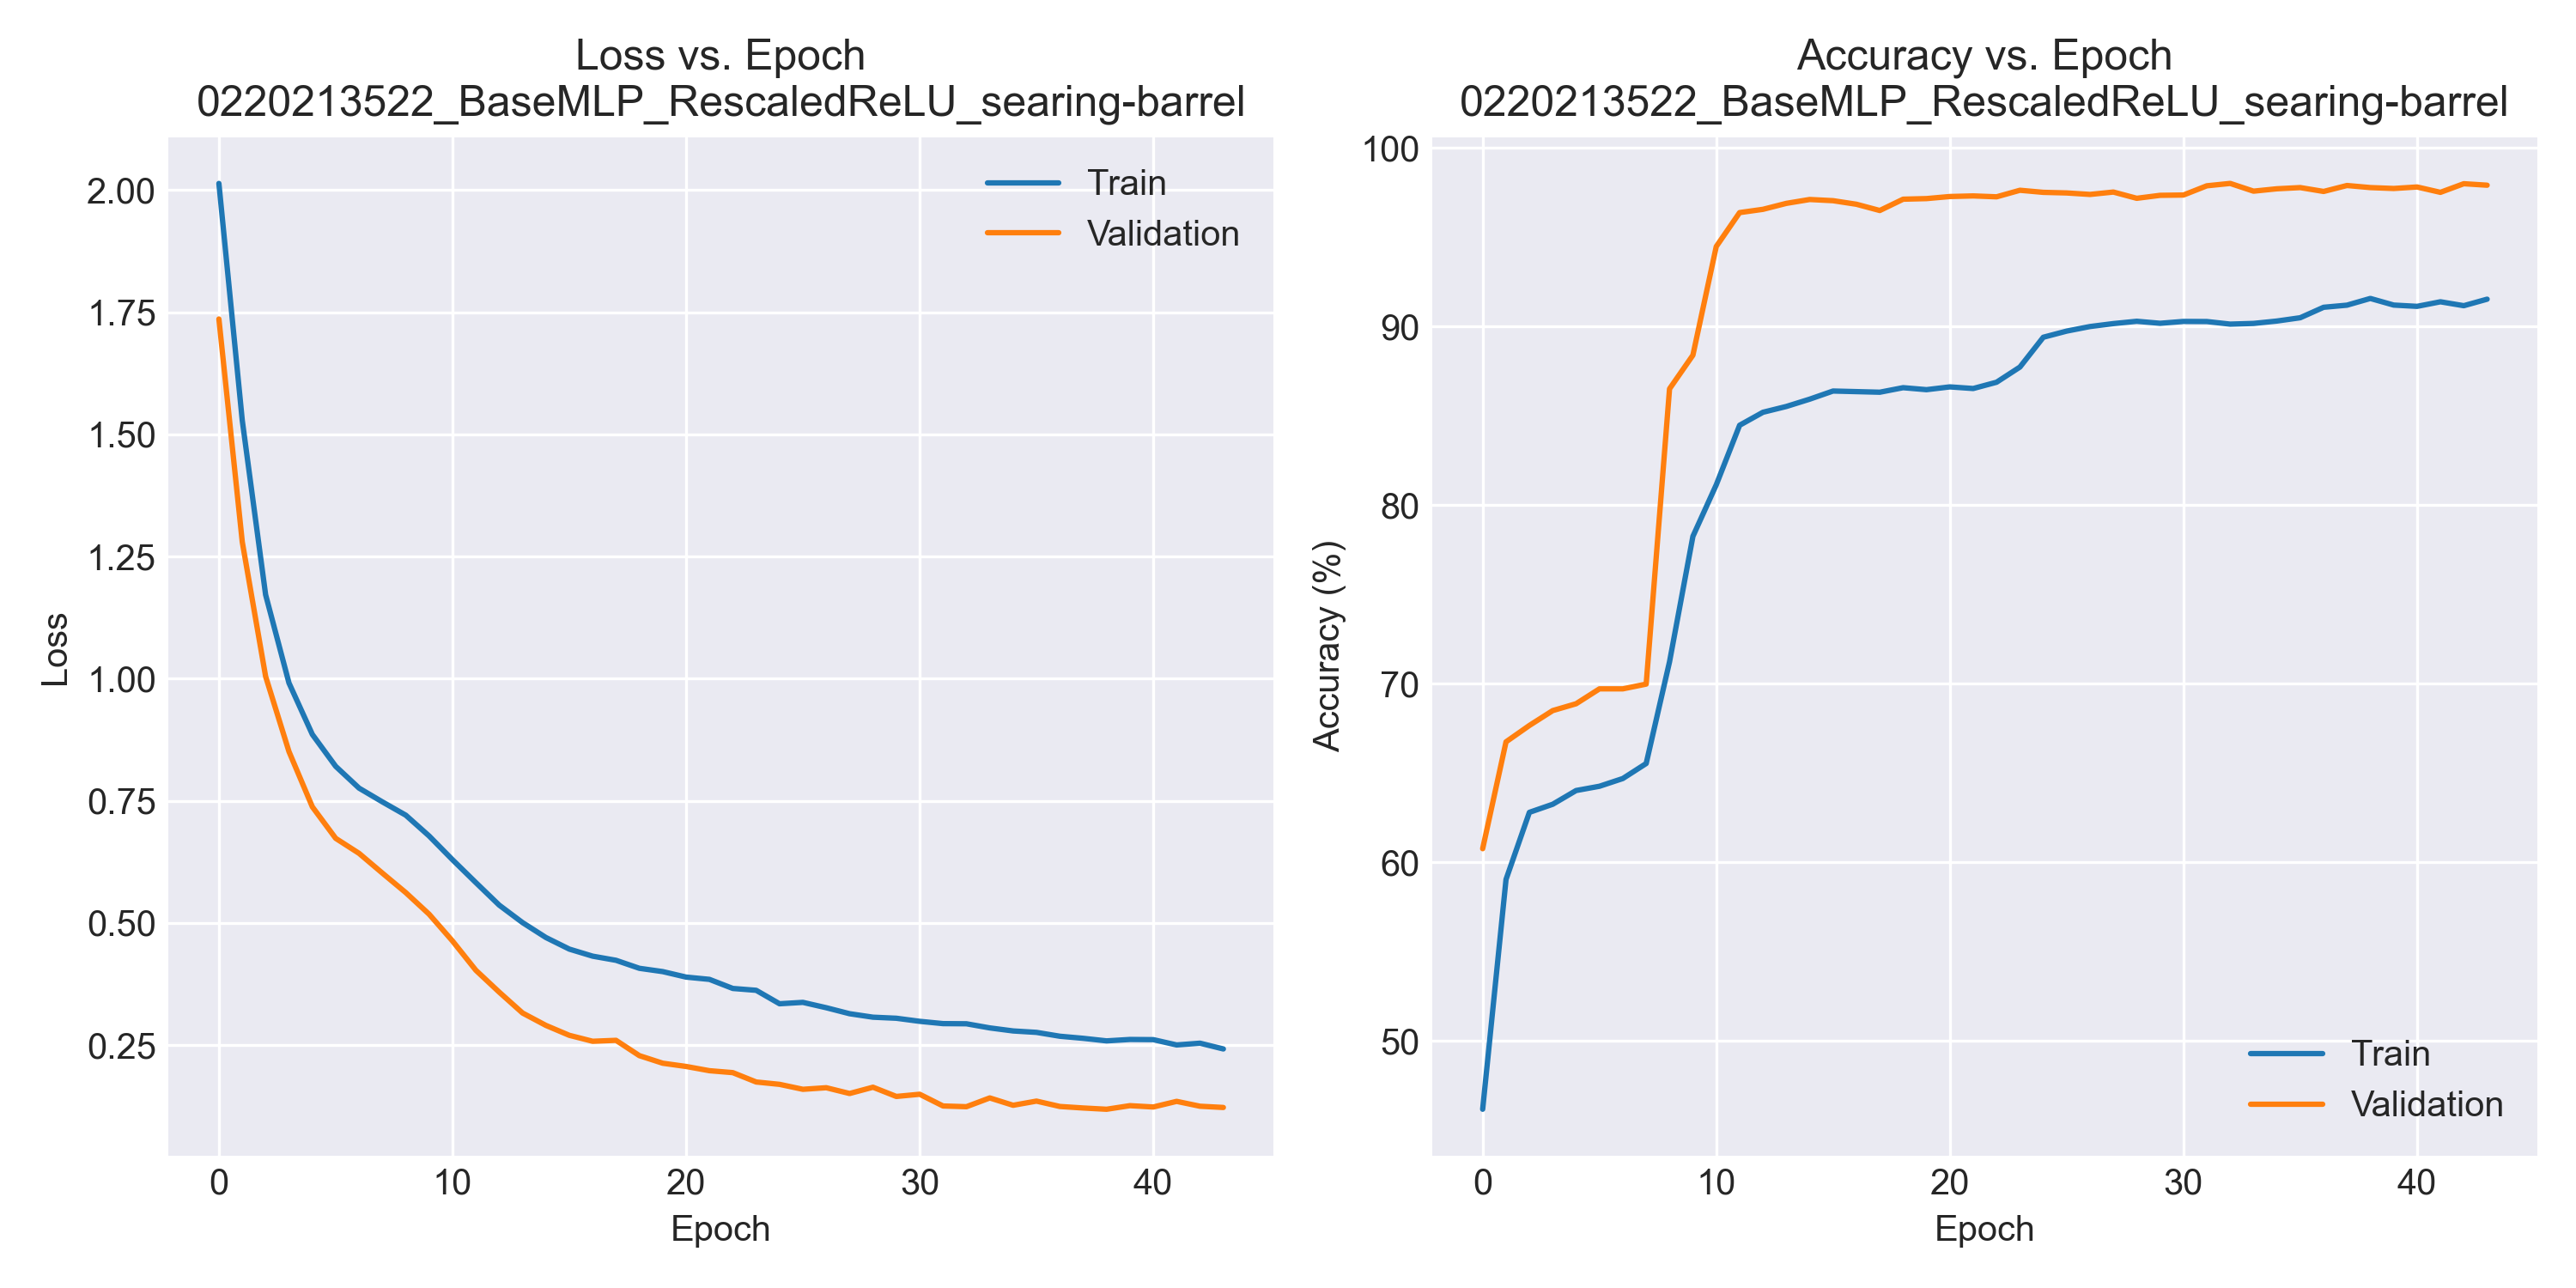 Loss vs. Epoch
0220213522_BaseMLP_RescaledReLU_searing-barrel
2.00
1.75
1.50
1.25
1.00
0.75
0.50
0.25
Loss
0 10 20 30 40
Epoch
Train
Validation
Accuracy vs. Epoch
0220213522_BaseMLP_RescaledReLU_searing-barrel
100
90
80
70
60
50
Accuracy (%)
0 10 20 30 40
Epoch
Train
Validation